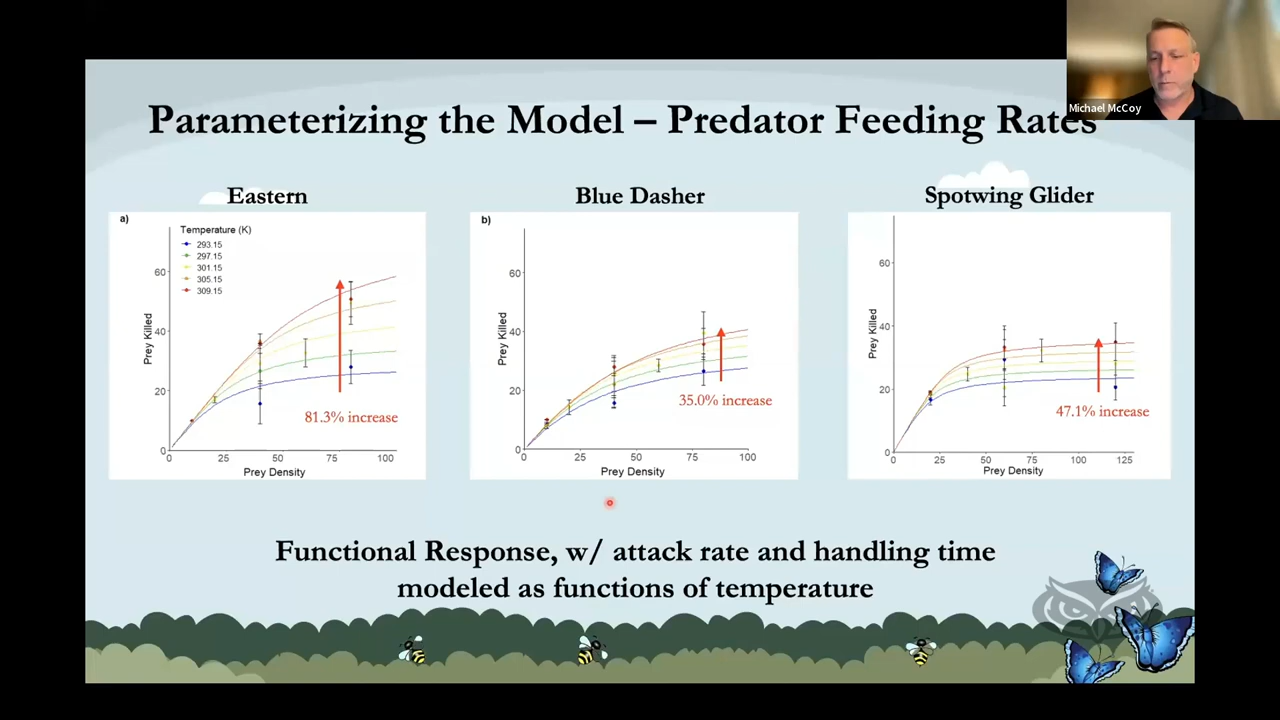 Michael McCoy
Parameterizing the Model – Predator Feeding Rates
Eastern
Blue Dasher
Spotwing Glider
a)
Temperature (K)
293.15
297.15
301.15
305.15
309.15
60
40
20
0
Prey Killed
0 25 50 75 100
Prey Density
81.3% increase
b)
60
40
20
0
Prey Killed
0 25 50 75 100
Prey Density
35.0% increase
60
40
20
0
Prey Killed
0 25 50 75 100 125
Prey Density
47.1% increase
Functional Response, w/ attack rate and handling time
modeled as functions of temperature